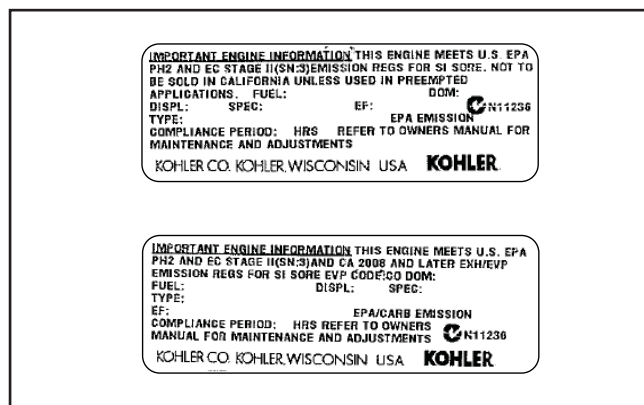 IMPORTANT ENGINE INFORMATION THIS ENGINE MEETS U.S. EPA
PH2 AND EC STAGE II(SN:3)EMISSION REGS FOR SI SORE. NOT TO
BE SOLD IN CALIFORNIA UNLESS USED IN PREEMPTED
APPLICATIONS. FUEL: DOM:
DISPL: SPEC: EF: N11236
TYPE: EPA EMISSION
COMPLIANCE PERIOD: HRS REFER TO OWNERS MANUAL FOR
MAINTENANCE AND ADJUSTMENTS
KOHLER CO. KOHLER, WISCONSIN USA KOHLER
IMPORTANT ENGINE INFORMATION THIS ENGINE MEETS U.S. EPA
PH2 AND EC STAGE II(SN:3)AND CA 2008 AND LATER EXH/EVP
EMISSION REGS FOR SI SORE EVP CODE:CO DOM:
FUEL: DISPL: SPEC:
TYPE:
EF: EPA/CARB EMISSION
COMPLIANCE PERIOD: HRS REFER TO OWNERS
MANUAL FOR MAINTENANCE AND ADJUSTMENTS N11236
KOHLER CO. KOHLER, WISCONSIN USA KOHLER